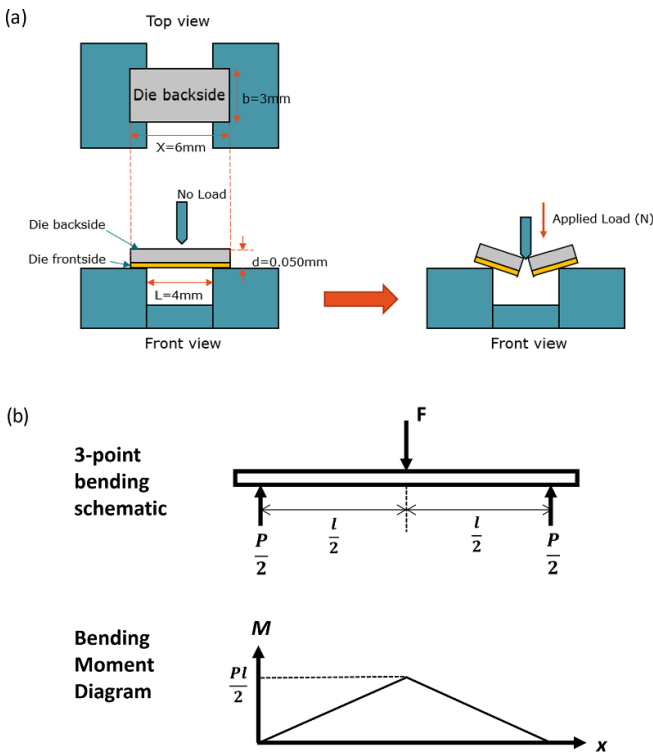 (a)
Top view
Die backside
b=3mm
X=6mm
No Load
Die backside
Die frontside
d=0.050mm
L=4mm
Front view
Applied Load (N)
Front view
(b)
3-point
bending
schematic
F
l/2
l/2
P/2
P/2
Bending
Moment
Diagram
M
Pl/2
x